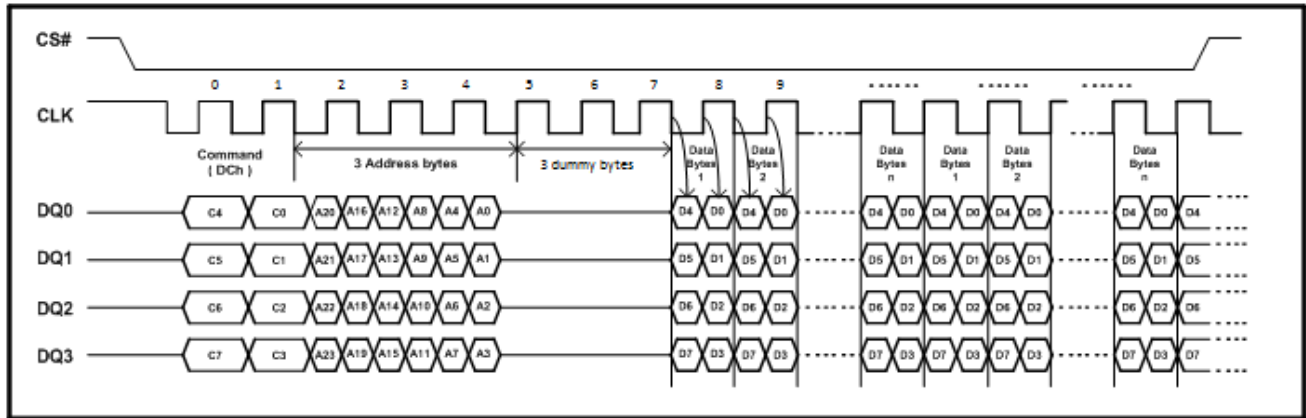 CS#
0 1 2 3 4 5 6 7 8 9 ........ ........ ........
CLK
Command
( DCh )
3 Address bytes
3 dummy bytes
Data Bytes 1
Data Bytes 2
Data Bytes n
Data Bytes 1
Data Bytes 2
Data Bytes n
DQ0 C4 C0 A20 A16 A12 A8 A4 A0 D4 D0 D4 D0 D4 D0 D4 D0 D4 D0 D4 D0 D4
DQ1 C5 C1 A21 A17 A13 A9 A5 A1 D5 D1 D5 D1 D5 D1 D5 D1 D5 D1 D5 D1 D5
DQ2 C6 C2 A22 A18 A14 A10 A6 A2 D6 D2 D6 D2 D6 D2 D6 D2 D6 D2 D6 D2 D6
DQ3 C7 C3 A23 A19 A15 A11 A7 A3 D7 D3 D7 D3 D7 D3 D7 D3 D7 D3 D7 D3 D7